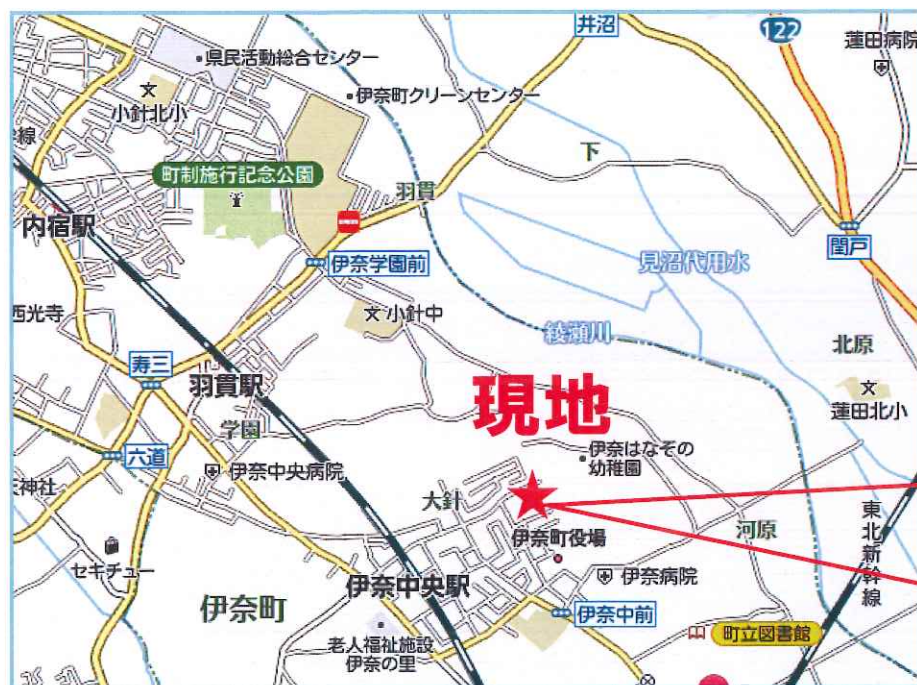 井沼
122
蓮田病院
県民活動総合センター
小針北小
伊奈町クリーンセンター
幹線
下
町制施行記念公園
羽貫
内宿駅
閏戸
伊奈学園前
見沼代用水
西光寺
小針中
綾瀬川
北原
寿三
羽貫駅
現地
蓮田北小
学園
伊奈はなぞの
幼稚園
六道
伊奈中央病院
天神社
大針
東北新幹線
河原
伊奈町役場
セキチュー
伊奈中央駅
伊奈病院
伊奈町
伊奈中前
町立図書館
老人福祉施設
伊奈の里